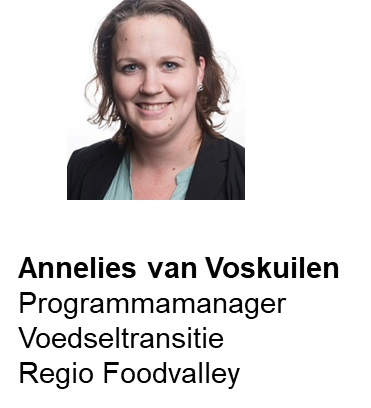 Annelies van Voskuilen
Programmamanager
Voedseltransitie
Regio Foodvalley